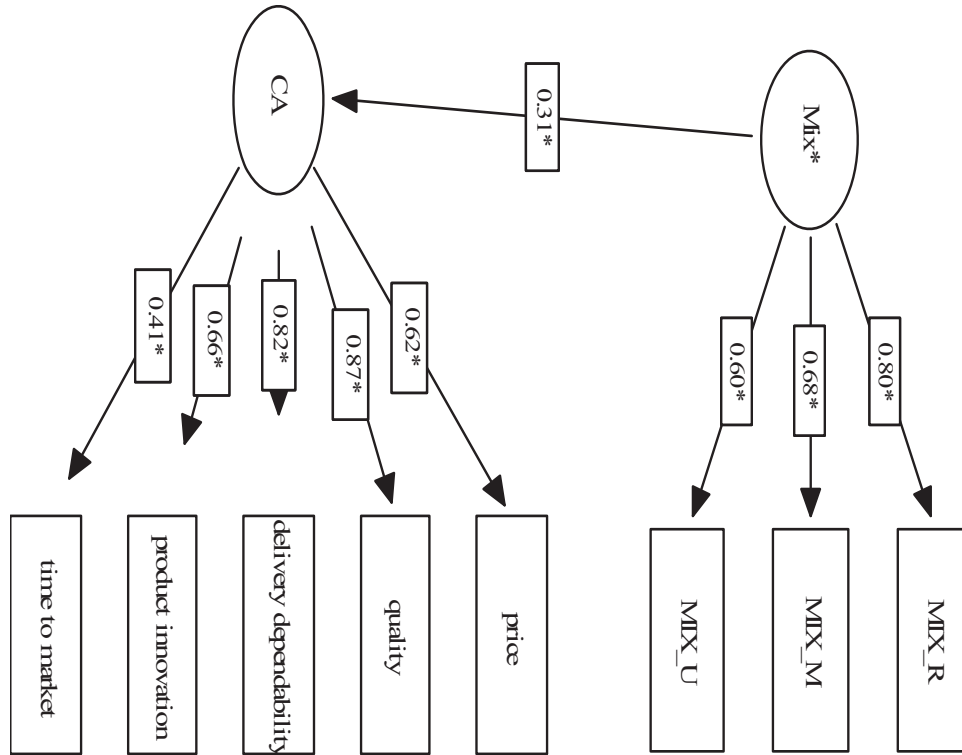 Mix*
0.31*
CA
0.80*
0.68*
0.60*
0.62*
0.87*
0.82*
0.66*
0.41*
MIX_R
MIX_M
MIX_U
price
quality
delivery dependability
product innovation
time to market